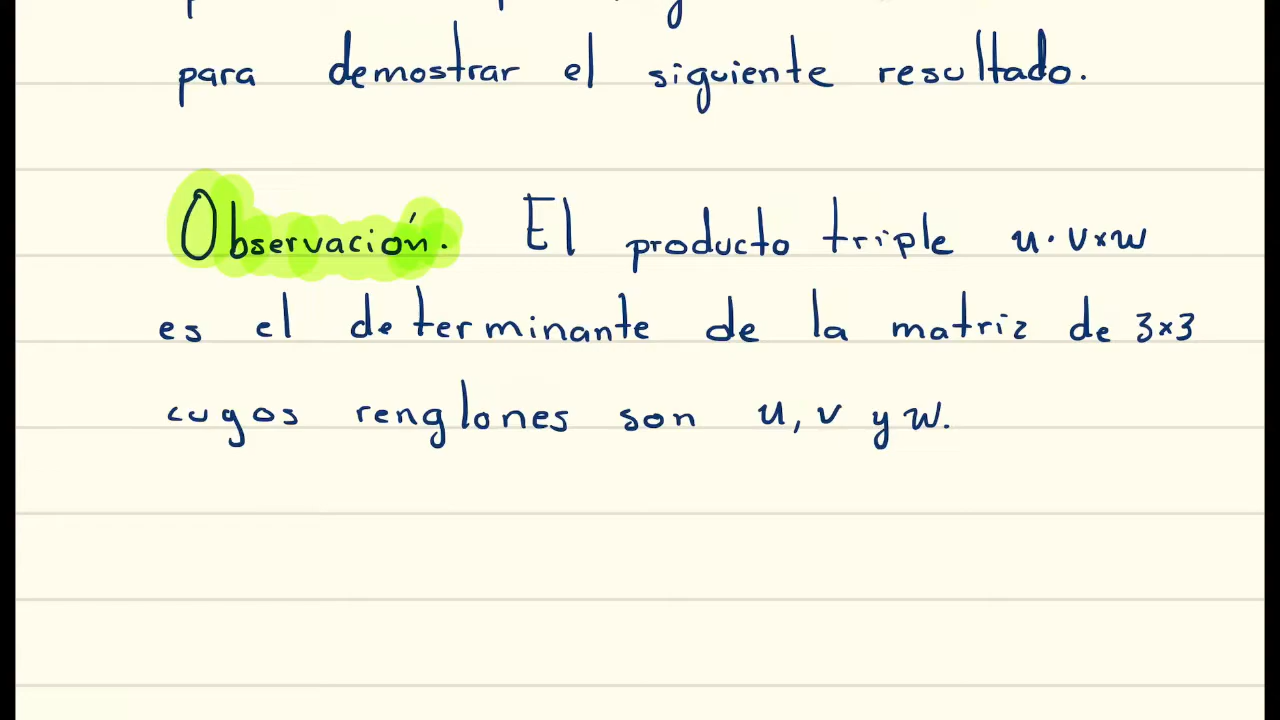 para demostrar el siguiente resultado.
Observación. El producto triple u·v×w
es el determinante de la matriz de 3×3
cuyos renglones son u, v y w.